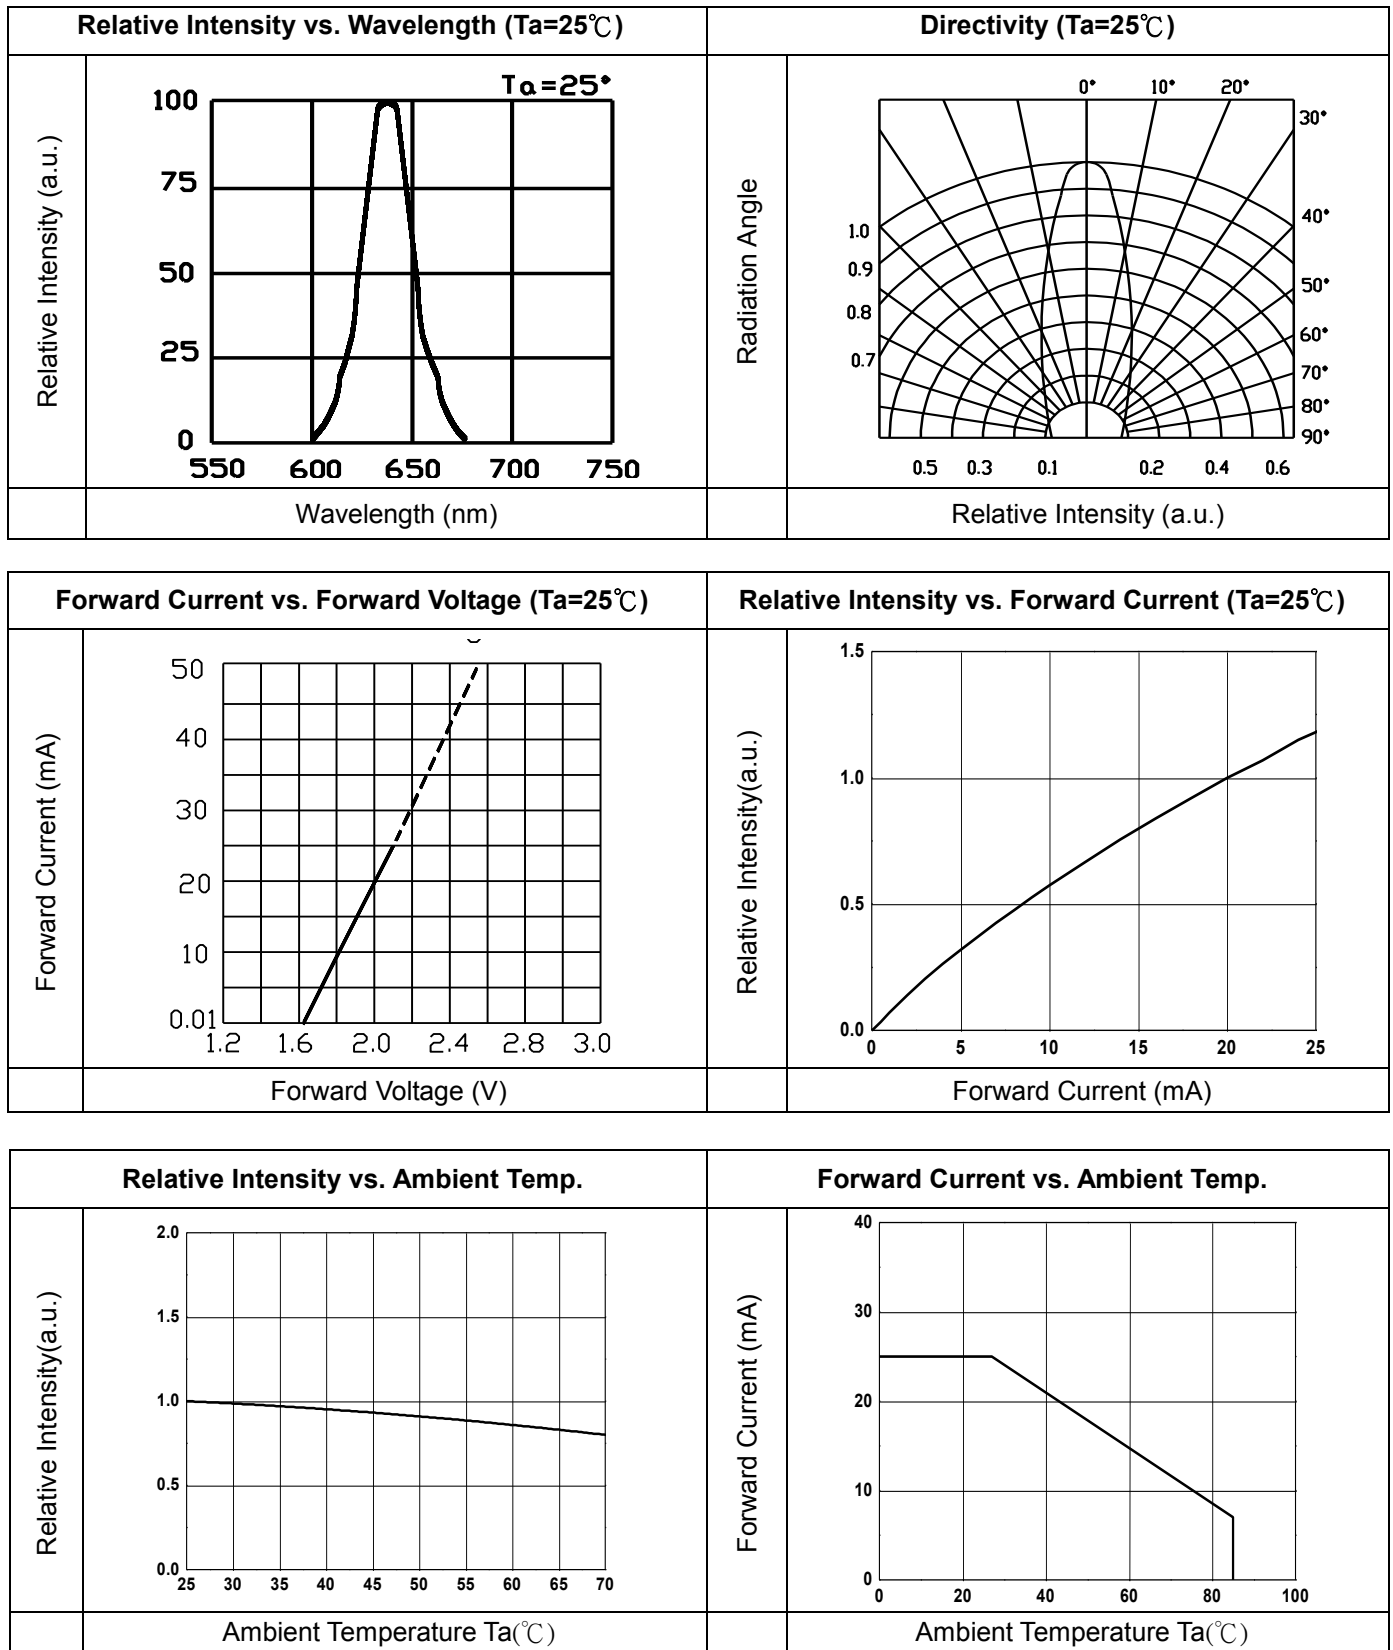 Relative Intensity vs. Wavelength (Ta=25℃)
Directivity (Ta=25℃)
Relative Intensity (a.u.)
Ta=25°
100
75
50
25
0
550 600 650 700 750
Wavelength (nm)
Radiation Angle
0° 10° 20°
30°
40°
50°
60°
70°
80°
90°
1.0
0.9
0.8
0.7
0.5 0.3 0.1 0.2 0.4 0.6
Relative Intensity (a.u.)
Forward Current vs. Forward Voltage (Ta=25℃)
Relative Intensity vs. Forward Current (Ta=25℃)
Forward Current (mA)
50
40
30
20
10
0.01
1.2 1.6 2.0 2.4 2.8 3.0
Forward Voltage (V)
Relative Intensity(a.u.)
1.5
1.0
0.5
0.0
0 5 10 15 20 25
Forward Current (mA)
Relative Intensity vs. Ambient Temp.
Forward Current vs. Ambient Temp.
Relative Intensity(a.u.)
2.0
1.5
1.0
0.5
0.0
25 30 35 40 45 50 55 60 65 70
Ambient Temperature Ta(℃)
Forward Current (mA)
40
30
20
10
0
0 20 40 60 80 100
Ambient Temperature Ta(℃)